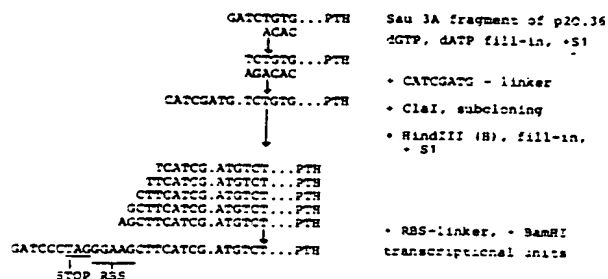 GATCTGTG...PTH Sau 3A fragment of p20.36
ACAC dGTP, dATP fill-in, +S1
TCTGTG...PTH
AGACAC + CATCGATG - linker
CATCGATG.TCTGTG...PTH + ClaI, subcloning
+ HindIII (B), fill-in,
+ S1
TCATCG.ATGTCT...PTH
TTCATCG.ATGTCT...PTH
CTTCATCG.ATGTCT...PTH
GCTTCATCG.ATGTCT...PTH
AGCTTCATCG.ATGTCT...PTH + RBS-linker, + BamHI
GATCCCTAGGGAAGCTTCATCG.ATGTCT...PTH transcriptional units
STOP RSS